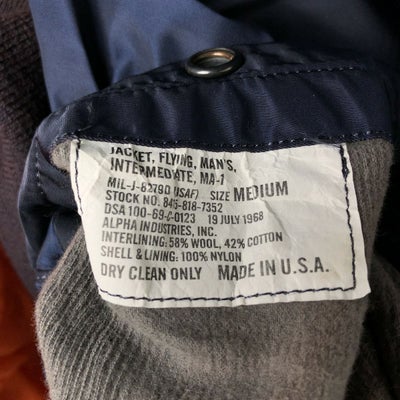 JACKET, FLYING, MAN'S,
INTERMEDIATE, MA-1
MIL-J-8279D (USAF) SIZE MEDIUM
STOCK NO. 8415-818-7352
DSA 100-69-C-0123 19 JULY 1968
ALPHA INDUSTRIES, INC.
INTERLINING: 58% WOOL, 42% COTTON
SHELL & LINING: 100% NYLON
DRY CLEAN ONLY MADE IN U.S.A.